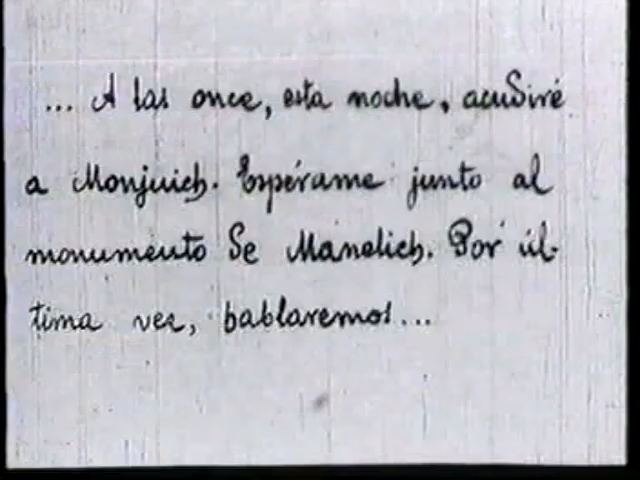 ... A las once, esta noche, acudiré
a Monjuich. Espérame junto al
monumento de Manelich. Por úl-
tima vez, hablaremos...